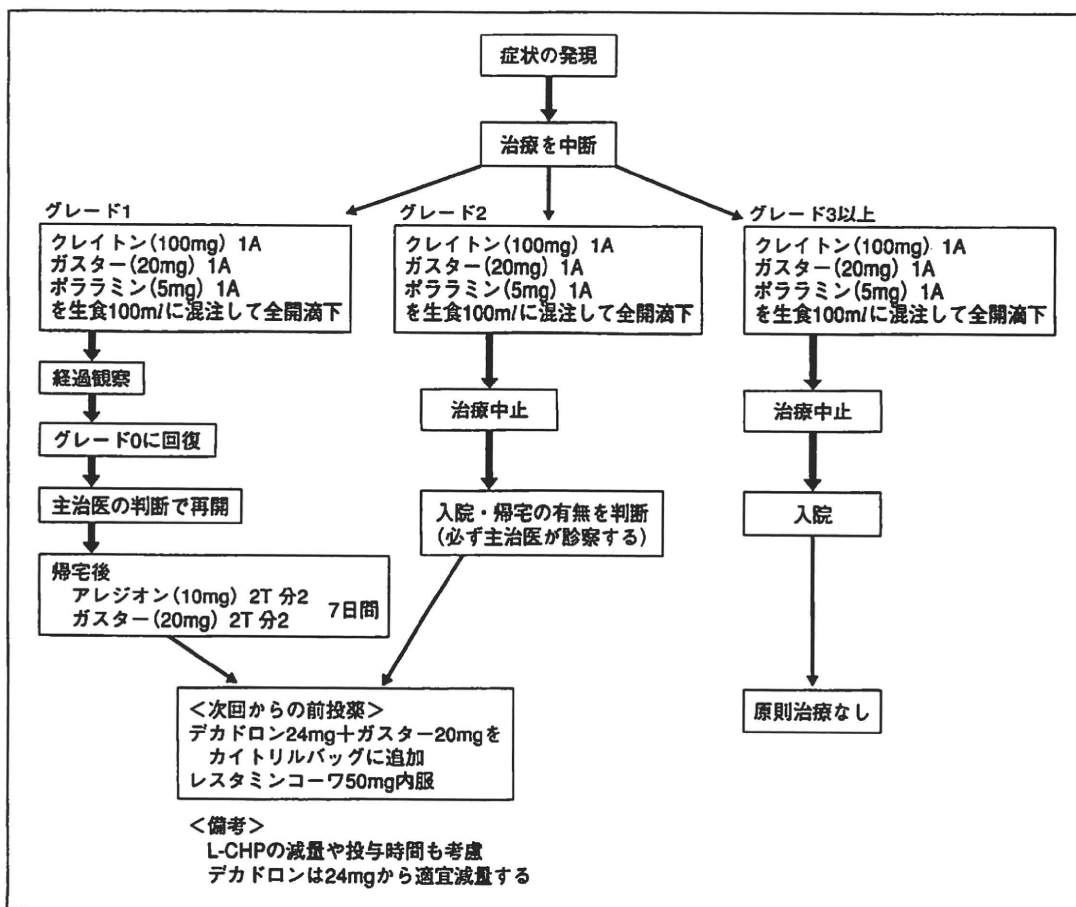 症状の発現
治療を中断
グレード1
クレイトン(100mg) 1A
ガスター(20mg) 1A
ポララミン(5mg) 1A
を生食100mlに混注して全開滴下
経過観察
グレード0に回復
主治医の判断で再開
帰宅後
アレジオン(10mg) 2T 分2
ガスター(20mg) 2T 分2
7日間
グレード2
クレイトン(100mg) 1A
ガスター(20mg) 1A
ポララミン(5mg) 1A
を生食100mlに混注して全開滴下
治療中止
入院・帰宅の有無を判断
(必ず主治医が診察する)
グレード3以上
クレイトン(100mg) 1A
ガスター(20mg) 1A
ポララミン(5mg) 1A
を生食100mlに混注して全開滴下
治療中止
入院
原則治療なし
<次回からの前投薬>
デカドロン24mg+ガスター20mgを
カイトリルバッグに追加
レスタミンコーワ50mg内服
<備考>
L-CHPの減量や投与時間も考慮
デカドロンは24mgから適宜減量する